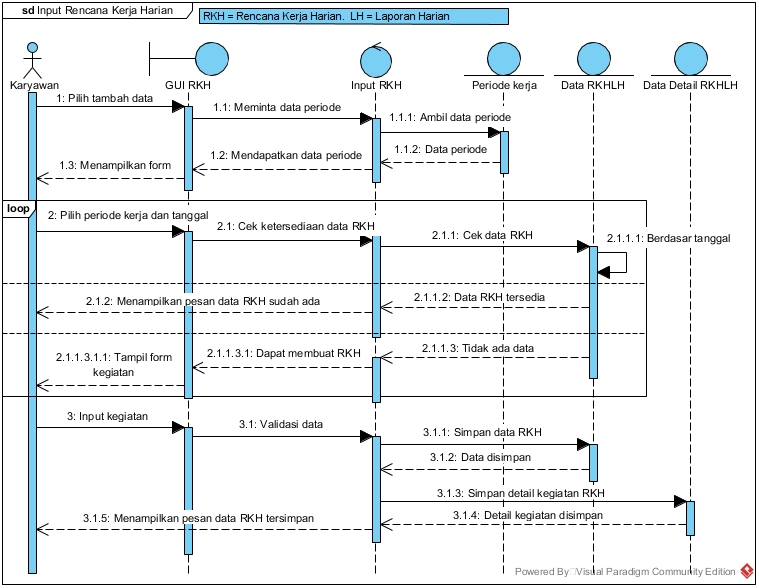 sd Input Rencana Kerja Harian
RKH = Rencana Kerja Harian. LH = Laporan Harian
Karyawan
GUI RKH
Input RKH
Periode kerja
Data RKHLH
Data Detail RKHLH
1: Pilih tambah data
1.1: Meminta data periode
1.1.1: Ambil data periode
1.1.2: Data periode
1.2: Mendapatkan data periode
1.3: Menampilkan form
loop
2: Pilih periode kerja dan tanggal
2.1: Cek ketersediaan data RKH
2.1.1: Cek data RKH
2.1.1.1: Berdasar tanggal
2.1.1.2: Data RKH tersedia
2.1.2: Menampilkan pesan data RKH sudah ada
2.1.1.3: Tidak ada data
2.1.1.3.1: Dapat membuat RKH
2.1.1.3.1.1: Tampil form
kegiatan
3: Input kegiatan
3.1: Validasi data
3.1.1: Simpan data RKH
3.1.2: Data disimpan
3.1.3: Simpan detail kegiatan RKH
3.1.4: Detail kegiatan disimpan
3.1.5: Menampilkan pesan data RKH tersimpan
Powered By Visual Paradigm Community Edition